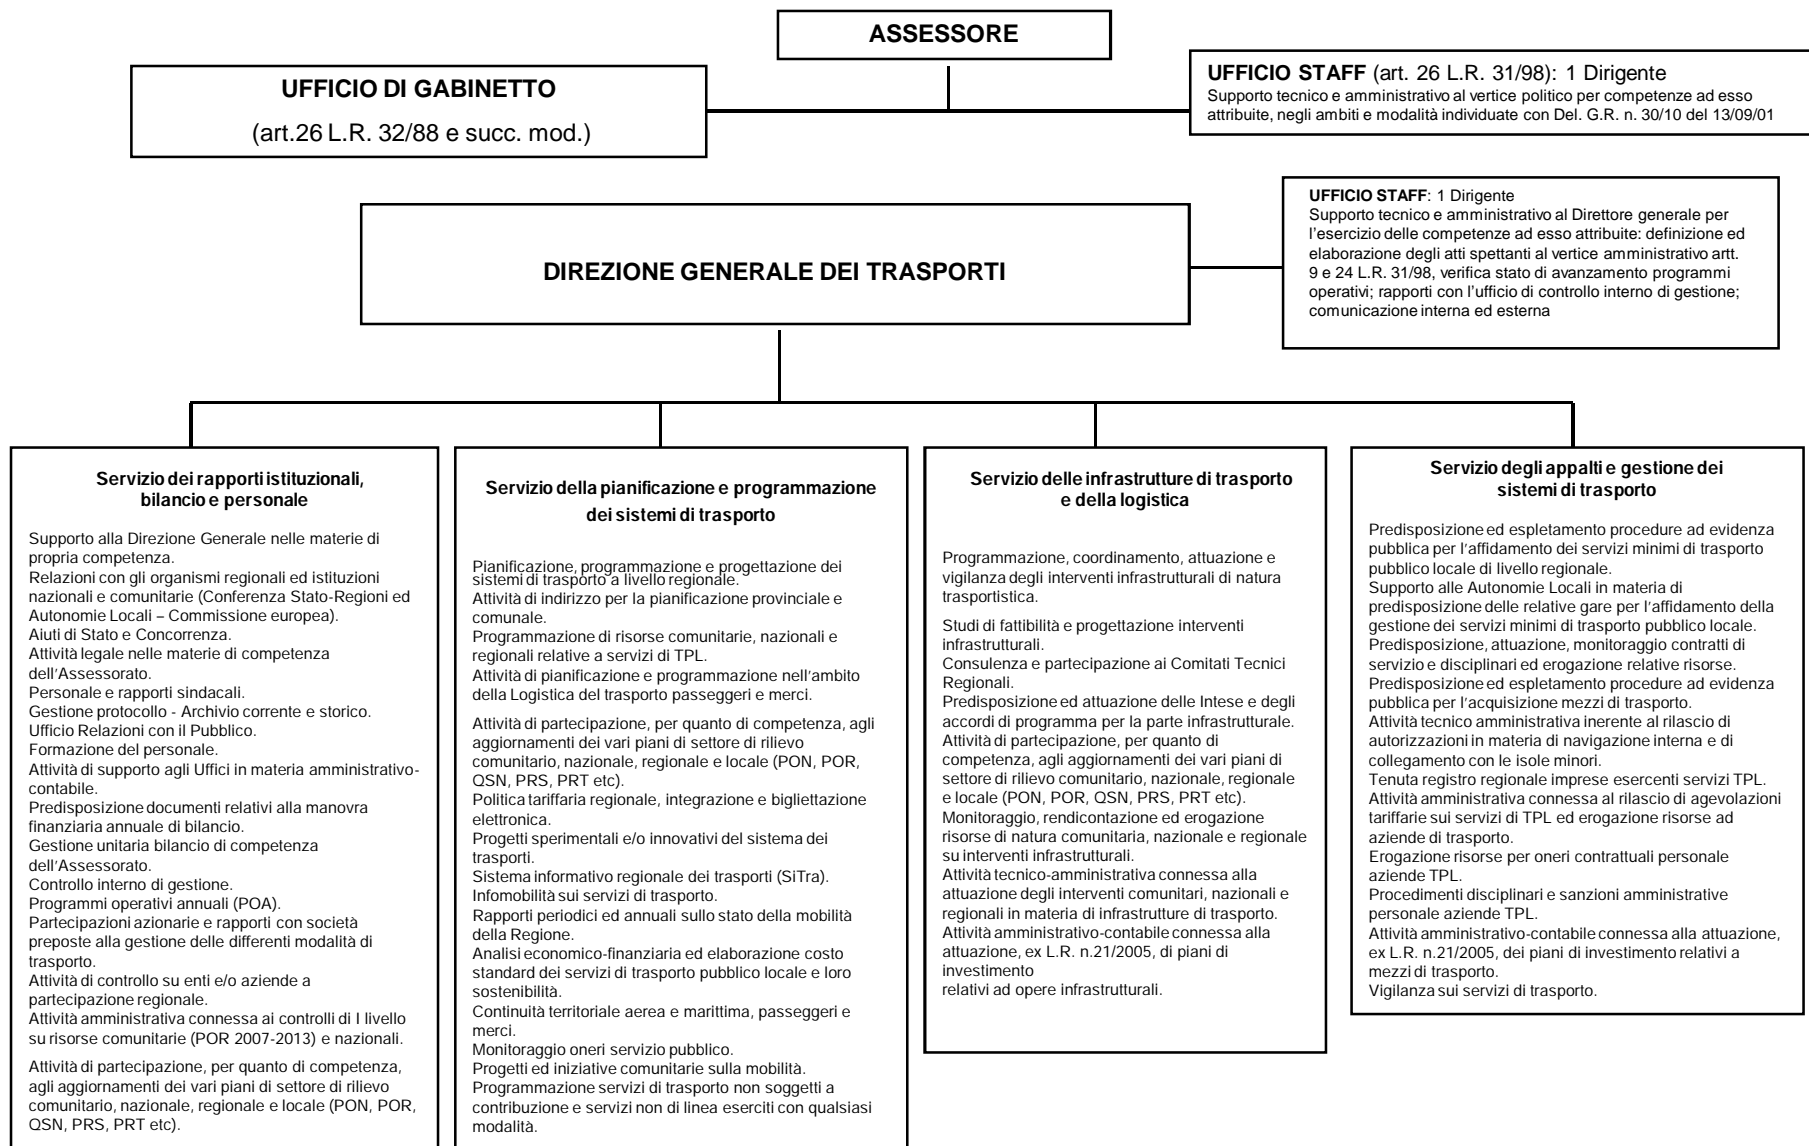 ASSESSORE
UFFICIO DI GABINETTO
(art.26 L.R. 32/88 e succ. mod.)
UFFICIO STAFF (art. 26 L.R. 31/98): 1 Dirigente
Supporto tecnico e amministrativo al vertice politico per competenze ad esso
attribuite, negli ambiti e modalità individuate con Del. G.R. n. 30/10 del 13/09/01
UFFICIO STAFF: 1 Dirigente
Supporto tecnico e amministrativo al Direttore generale per
l'esercizio delle competenze ad esso attribuite: definizione ed
elaborazione degli atti spettanti al vertice amministrativo artt.
9 e 24 L.R. 31/98, verifica stato di avanzamento programmi
operativi; rapporti con l'ufficio di controllo interno di gestione;
comunicazione interna ed esterna
DIREZIONE GENERALE DEI TRASPORTI
Servizio dei rapporti istituzionali,
bilancio e personale
Supporto alla Direzione Generale nelle materie di
propria competenza.
Relazioni con gli organismi regionali ed istituzioni
nazionali e comunitarie (Conferenza Stato-Regioni ed
Autonomie Locali – Commissione europea).
Aiuti di Stato e Concorrenza.
Attività legale nelle materie di competenza
dell'Assessorato.
Personale e rapporti sindacali.
Gestione protocollo - Archivio corrente e storico.
Ufficio Relazioni con il Pubblico.
Formazione del personale.
Attività di supporto agli Uffici in materia amministrativo-
contabile.
Predisposizione documenti relativi alla manovra
finanziaria annuale di bilancio.
Gestione unitaria bilancio di competenza
dell'Assessorato.
Controllo interno di gestione.
Programmi operativi annuali (POA).
Partecipazioni azionarie e rapporti con società
preposte alla gestione delle differenti modalità di
trasporto.
Attività di controllo su enti e/o aziende a
partecipazione regionale.
Attività amministrativa connessa ai controlli di I livello
su risorse comunitarie (POR 2007-2013) e nazionali.
Attività di partecipazione, per quanto di competenza,
agli aggiornamenti dei vari piani di settore di rilievo
comunitario, nazionale, regionale e locale (PON, POR,
QSN, PRS, PRT etc).
Servizio della pianificazione e programmazione
dei sistemi di trasporto
Pianificazione, programmazione e progettazione dei
sistemi di trasporto a livello regionale.
Attività di indirizzo per la pianificazione provinciale e
comunale.
Programmazione di risorse comunitarie, nazionali e
regionali relative a servizi di TPL.
Attività di pianificazione e programmazione nell'ambito
della Logistica del trasporto passeggeri e merci.
Attività di partecipazione, per quanto di competenza, agli
aggiornamenti dei vari piani di settore di rilievo
comunitario, nazionale, regionale e locale (PON, POR,
QSN, PRS, PRT etc).
Politica tariffaria regionale, integrazione e bigliettazione
elettronica.
Progetti sperimentali e/o innovativi del sistema dei
trasporti.
Sistema informativo regionale dei trasporti (SiTra).
Infomobilità sui servizi di trasporto.
Rapporti periodici ed annuali sullo stato della mobilità
della Regione.
Analisi economico-finanziaria ed elaborazione costo
standard dei servizi di trasporto pubblico locale e loro
sostenibilità.
Continuità territoriale aerea e marittima, passeggeri e
merci.
Monitoraggio oneri servizio pubblico.
Progetti ed iniziative comunitarie sulla mobilità.
Programmazione servizi di trasporto non soggetti a
contribuzione e servizi non di linea eserciti con qualsiasi
modalità.
Servizio delle infrastrutture di trasporto
e della logistica
Programmazione, coordinamento, attuazione e
vigilanza degli interventi infrastrutturali di natura
trasportistica.
Studi di fattibilità e progettazione interventi
infrastrutturali.
Consulenza e partecipazione ai Comitati Tecnici
Regionali.
Predisposizione ed attuazione delle Intese e degli
accordi di programma per la parte infrastrutturale.
Attività di partecipazione, per quanto di
competenza, agli aggiornamenti dei vari piani di
settore di rilievo comunitario, nazionale, regionale
e locale (PON, POR, QSN, PRS, PRT etc).
Monitoraggio, rendicontazione ed erogazione
risorse di natura comunitaria, nazionale e regionale
su interventi infrastrutturali.
Attività tecnico-amministrativa connessa alla
attuazione degli interventi comunitari, nazionali e
regionali in materia di infrastrutture di trasporto.
Attività amministrativo-contabile connessa alla
attuazione, ex L.R. n.21/2005, di piani di
investimento
relativi ad opere infrastrutturali.
Servizio degli appalti e gestione dei
sistemi di trasporto
Predisposizione ed espletamento procedure ad evidenza
pubblica per l'affidamento dei servizi minimi di trasporto
pubblico locale di livello regionale.
Supporto alle Autonomie Locali in materia di
predisposizione delle relative gare per l'affidamento della
gestione dei servizi minimi di trasporto pubblico locale.
Predisposizione, attuazione, monitoraggio contratti di
servizio e disciplinari ed erogazione relative risorse.
Predisposizione ed espletamento procedure ad evidenza
pubblica per l'acquisizione mezzi di trasporto.
Attività tecnico amministrativa inerente al rilascio di
autorizzazioni in materia di navigazione interna e di
collegamento con le isole minori.
Tenuta registro regionale imprese esercenti servizi TPL.
Attività amministrativa connessa al rilascio di agevolazioni
tariffarie sui servizi di TPL ed erogazione risorse ad
aziende di trasporto.
Erogazione risorse per oneri contrattuali personale
aziende TPL.
Procedimenti disciplinari e sanzioni amministrative
personale aziende TPL.
Attività amministrativo-contabile connessa alla attuazione,
ex L.R. n.21/2005, dei piani di investimento relativi a
mezzi di trasporto.
Vigilanza sui servizi di trasporto.